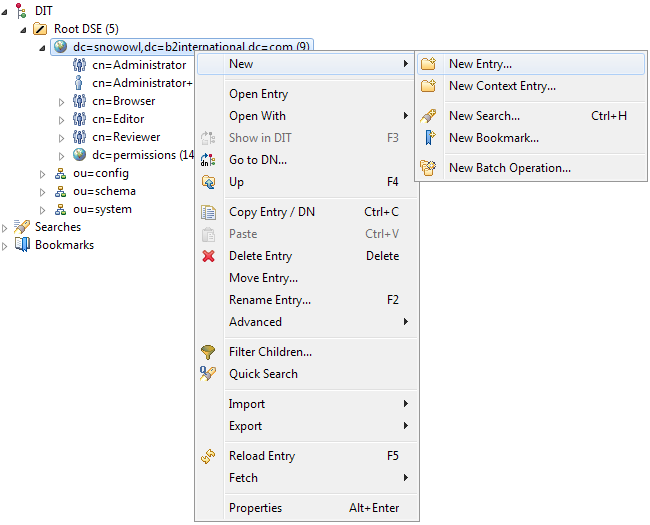 DIT
Root DSE (5)
dc=snowowl,dc=b2international,dc=com (9)
cn=Administrator
cn=Administrator+
cn=Browser
cn=Editor
cn=Reviewer
dc=permissions (14
ou=config
ou=schema
ou=system
Searches
Bookmarks
New
Open Entry
Open With
Show in DIT F3
Go to DN...
Up F4
Copy Entry / DN Ctrl+C
Paste Ctrl+V
Delete Entry Delete
Move Entry...
Rename Entry... F2
Advanced
Filter Children...
Quick Search
Import
Export
Reload Entry F5
Fetch
Properties Alt+Enter
New Entry...
New Context Entry...
New Search... Ctrl+H
New Bookmark...
New Batch Operation...